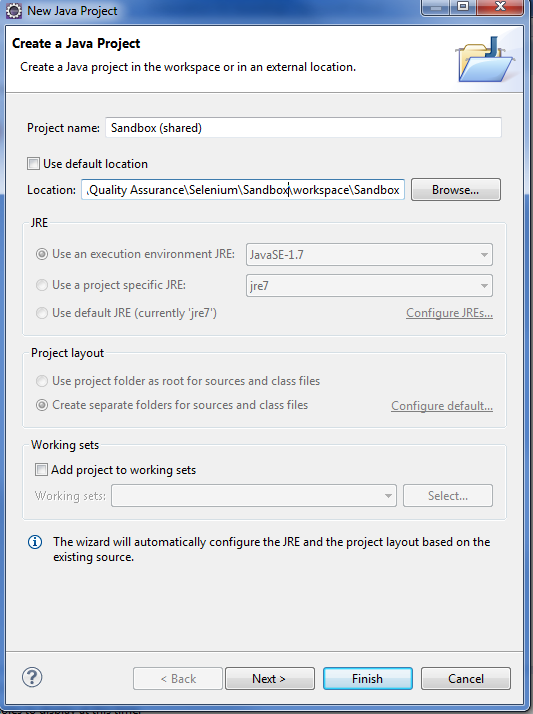 New Java Project
Create a Java Project
Create a Java project in the workspace or in an external location.
Project name: Sandbox (shared)
Use default location
Location: \Quality Assurance\Selenium\Sandbox\workspace\Sandbox Browse...
JRE
Use an execution environment JRE: JavaSE-1.7
Use a project specific JRE: jre7
Use default JRE (currently 'jre7') Configure JREs...
Project layout
Use project folder as root for sources and class files
Create separate folders for sources and class files Configure default...
Working sets
Add project to working sets
Working sets: Select...
The wizard will automatically configure the JRE and the project layout based on the
existing source.
? < Back Next > Finish Cancel
to display at this time.